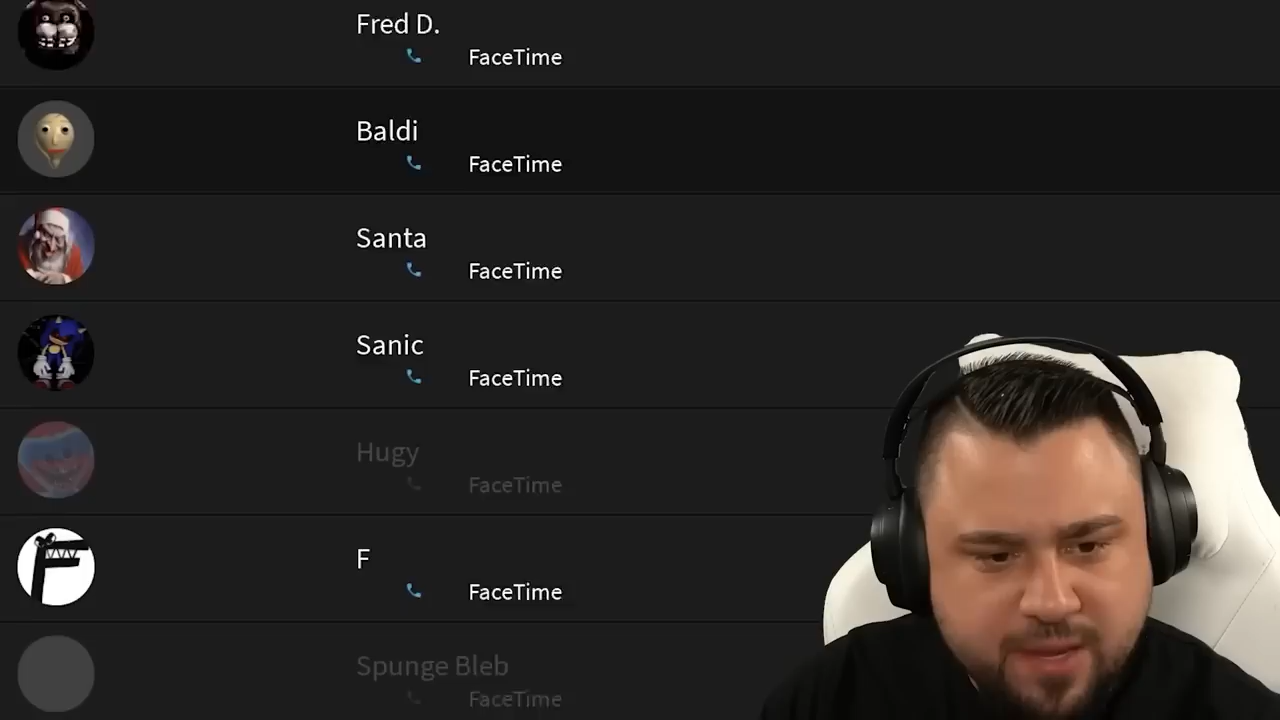 Fred D.
FaceTime
Baldi
FaceTime
Santa
FaceTime
Sanic
FaceTime
Hugy
FaceTime
F
FaceTime
Spunge Bleb
FaceTime